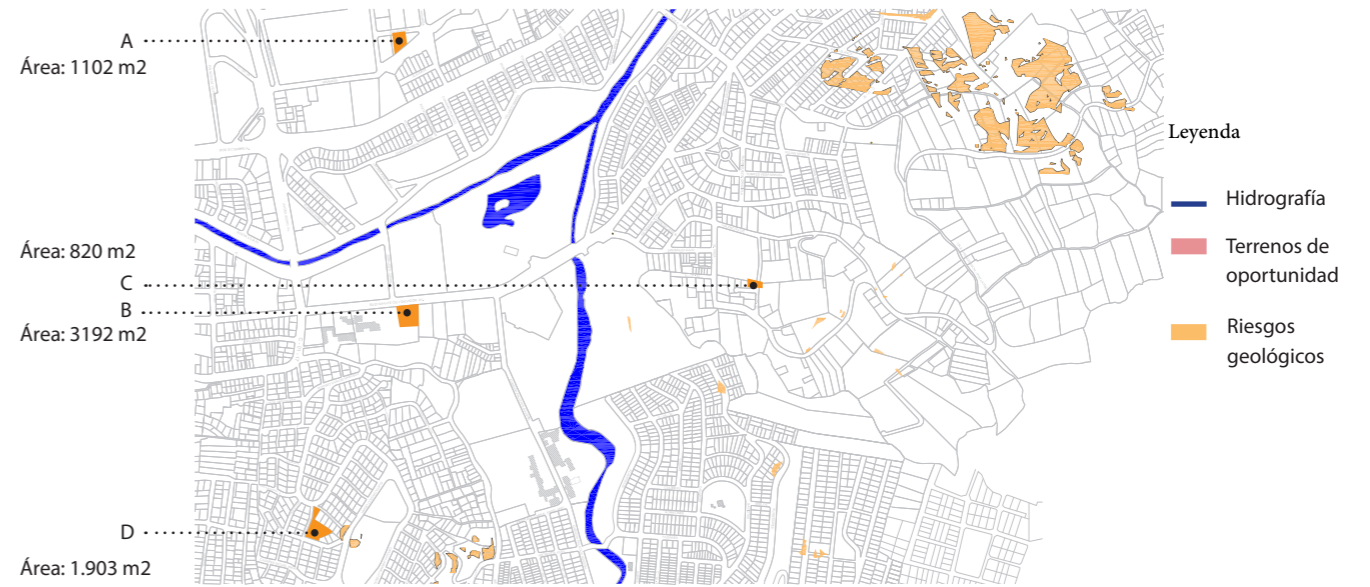 A
Área: 1102 m2
Área: 820 m2
C
B
Área: 3192 m2
D
Área: 1.903 m2
Leyenda
Hidrografía
Terrenos de
oportunidad
Riesgos
geológicos